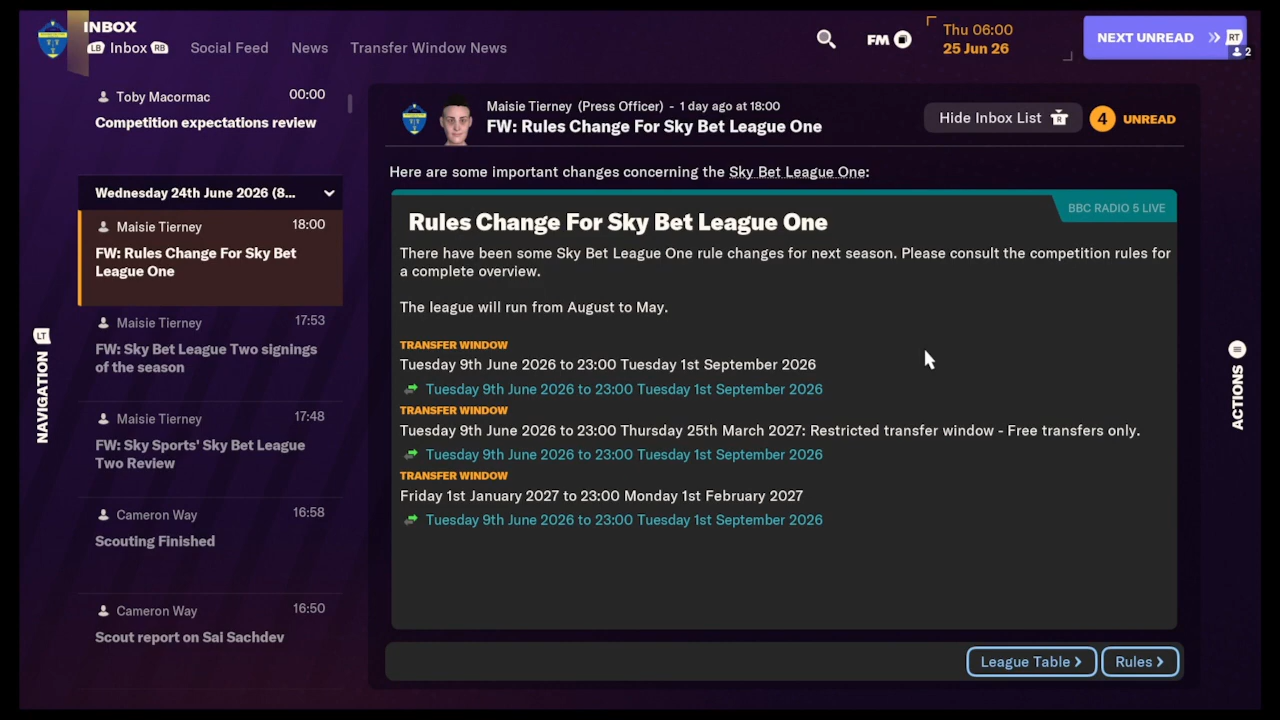 INBOX
LB Inbox RB
Social Feed
News
Transfer Window News
FM
Thu 06:00
25 Jun 26
NEXT UNREAD
RT
2
Toby Macormac
00:00
Competition expectations review
Wednesday 24th June 2026 (8...
Maisie Tierney
18:00
FW: Rules Change For Sky Bet
League One
Maisie Tierney
17:53
FW: Sky Bet League Two signings
of the season
Maisie Tierney
17:48
FW: Sky Sports' Sky Bet League
Two Review
Cameron Way
16:58
Scouting Finished
Cameron Way
16:50
Scout report on Sai Sachdev
LT
NAVIGATION
Maisie Tierney (Press Officer) - 1 day ago at 18:00
FW: Rules Change For Sky Bet League One
Hide Inbox List
R
4
UNREAD
Here are some important changes concerning the Sky Bet League One:
BBC RADIO 5 LIVE
Rules Change For Sky Bet League One
There have been some Sky Bet League One rule changes for next season. Please consult the competition rules for
a complete overview.
The league will run from August to May.
TRANSFER WINDOW
Tuesday 9th June 2026 to 23:00 Tuesday 1st September 2026
Tuesday 9th June 2026 to 23:00 Tuesday 1st September 2026
TRANSFER WINDOW
Tuesday 9th June 2026 to 23:00 Thursday 25th March 2027: Restricted transfer window - Free transfers only.
Tuesday 9th June 2026 to 23:00 Tuesday 1st September 2026
TRANSFER WINDOW
Friday 1st January 2027 to 23:00 Monday 1st February 2027
Tuesday 9th June 2026 to 23:00 Tuesday 1st September 2026
League Table
Rules
ACTIONS